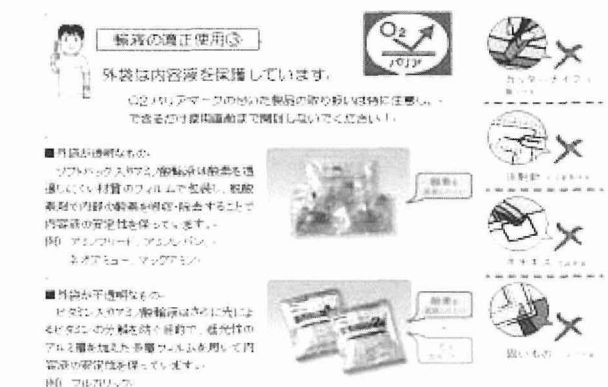 輸液の適正使用③
外袋は内容液を保護しています。
O2
バリア
O2バリアマークの付いた製品の取り扱いは特に注意し、
できるだけ使用直前まで開封しないでください！
■外袋が透明なもの
ソフトバッグ入りアミノ酸輸液は酸素を透
過しにくい材質のフィルムで包装し、脱酸
素剤で内部の酸素を吸収・除去することで
内容液の安定性を保っています。
例) アミノフリード、アミノレバン、
ネオアミュー、マックアミン
酸素を
■外袋が不透明なもの
ビタミン入りアミノ酸輸液はさらに光によ
るビタミンの分解を防ぐ目的で、遮光性の
アルミ箔を加えた多層フィルムを用いて内
容液の安定性を保っています。
例) フルカリック
酸素を
カッターナイフ
注射針
固いもの